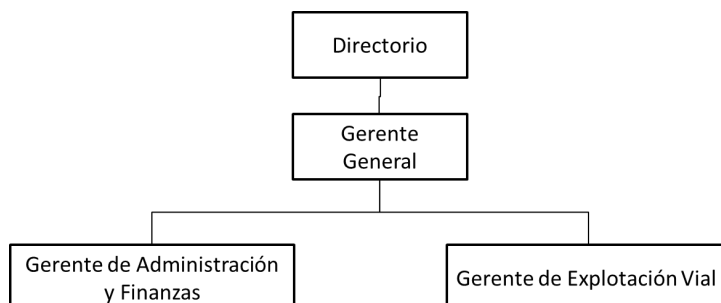 Directorio
Gerente
General
Gerente de Administración
y Finanzas
Gerente de Explotación Vial